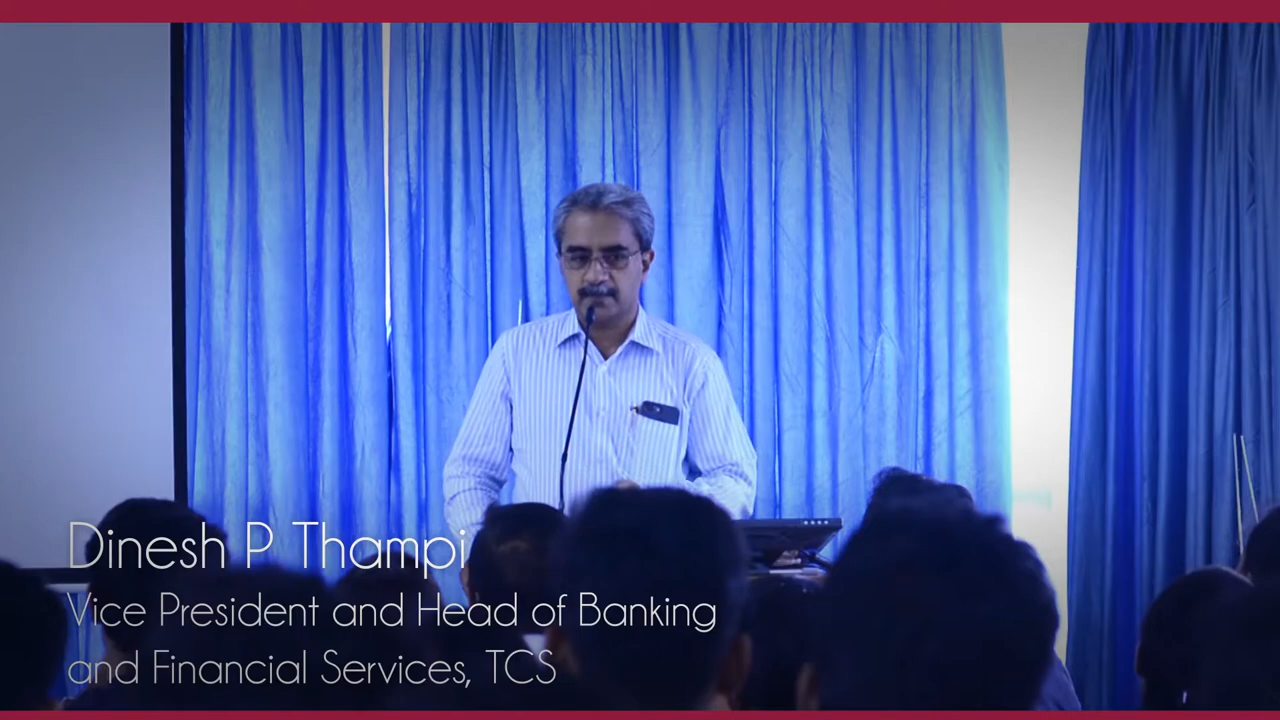 Dinesh P Thampi
Vice President and Head of Banking
and Financial Services, TCS